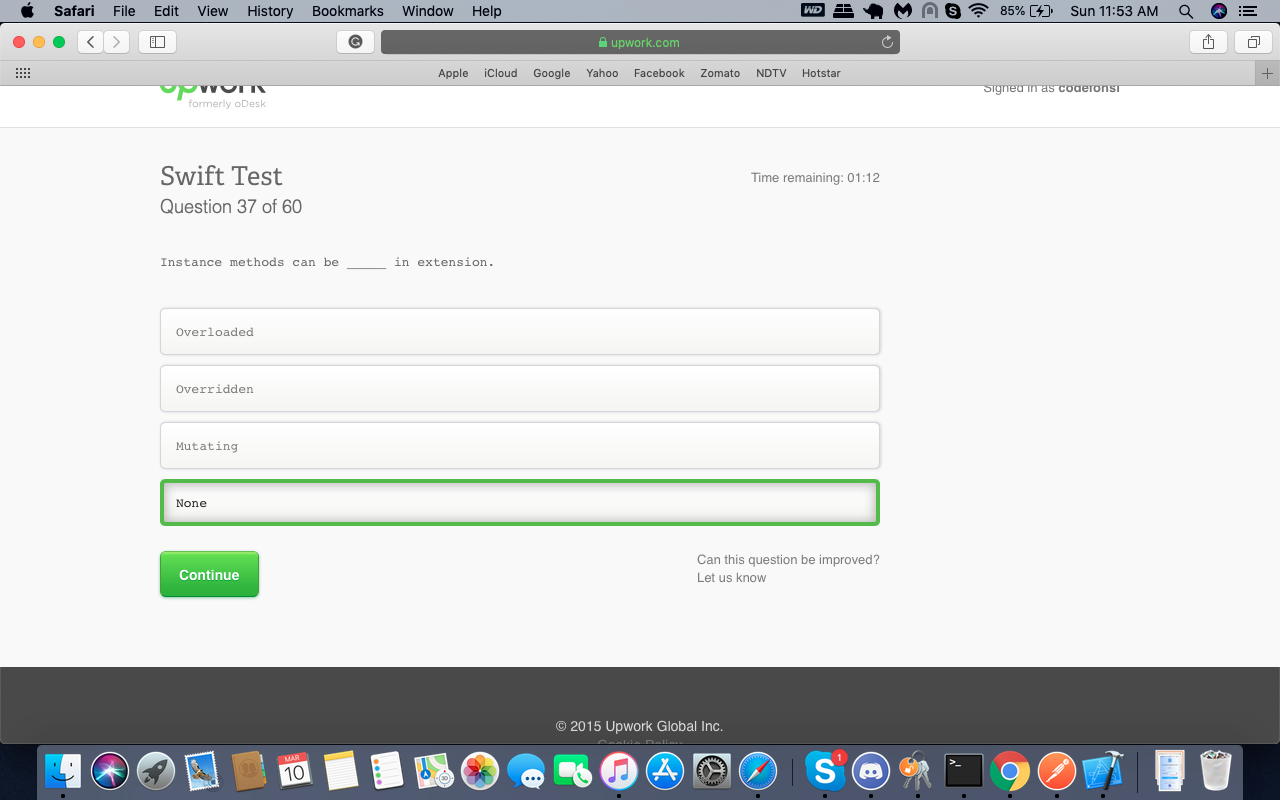 Safari File Edit View History Bookmarks Window Help WD S 85% Sun 11:53 AM
upwork.com
Apple iCloud Google Yahoo Facebook Zomato NDTV Hotstar
upwork
formerly oDesk
Signed in as codefonsi
Swift Test
Time remaining: 01:12
Question 37 of 60
Instance methods can be _____ in extension.
Overloaded
Overridden
Mutating
None
Continue
Can this question be improved?
Let us know
© 2015 Upwork Global Inc.
Cookie Policy
MAR
10
S 1
>_